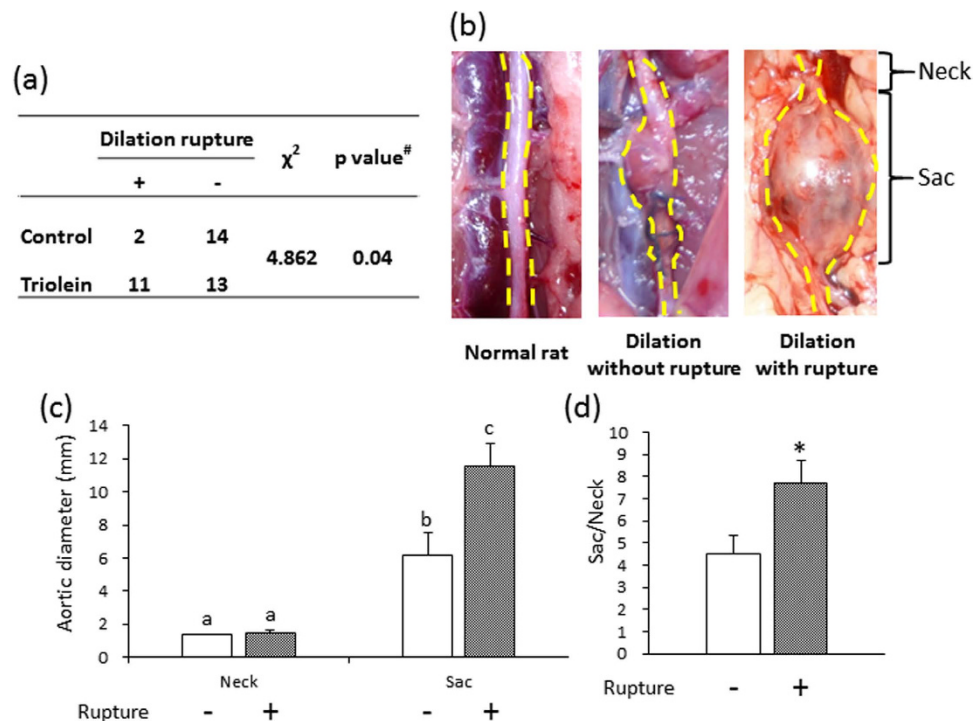 (a)
Dilation rupture
χ² p value#
+ -
Control 2 14
4.862 0.04
Triolein 11 13
(b)
Neck
Sac
Normal rat
Dilation
without rupture
Dilation
with rupture
(c)
Aortic diameter (mm)
14
12
10
8
6
4
2
0
a
a
b
c
Neck
Sac
Rupture - + - +
(d)
Sac/Neck
10
9
8
7
6
5
4
3
2
1
0
*
Rupture - +